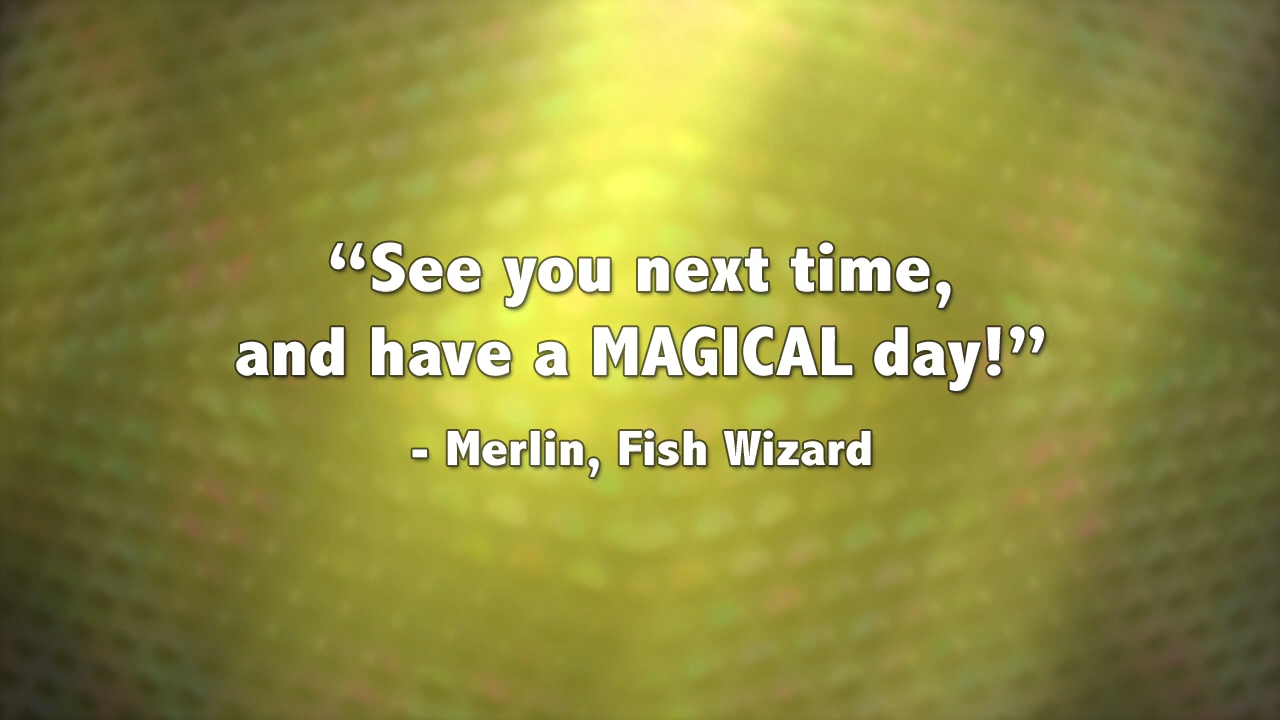 “See you next time,
and have a MAGICAL day!”
- Merlin, Fish Wizard